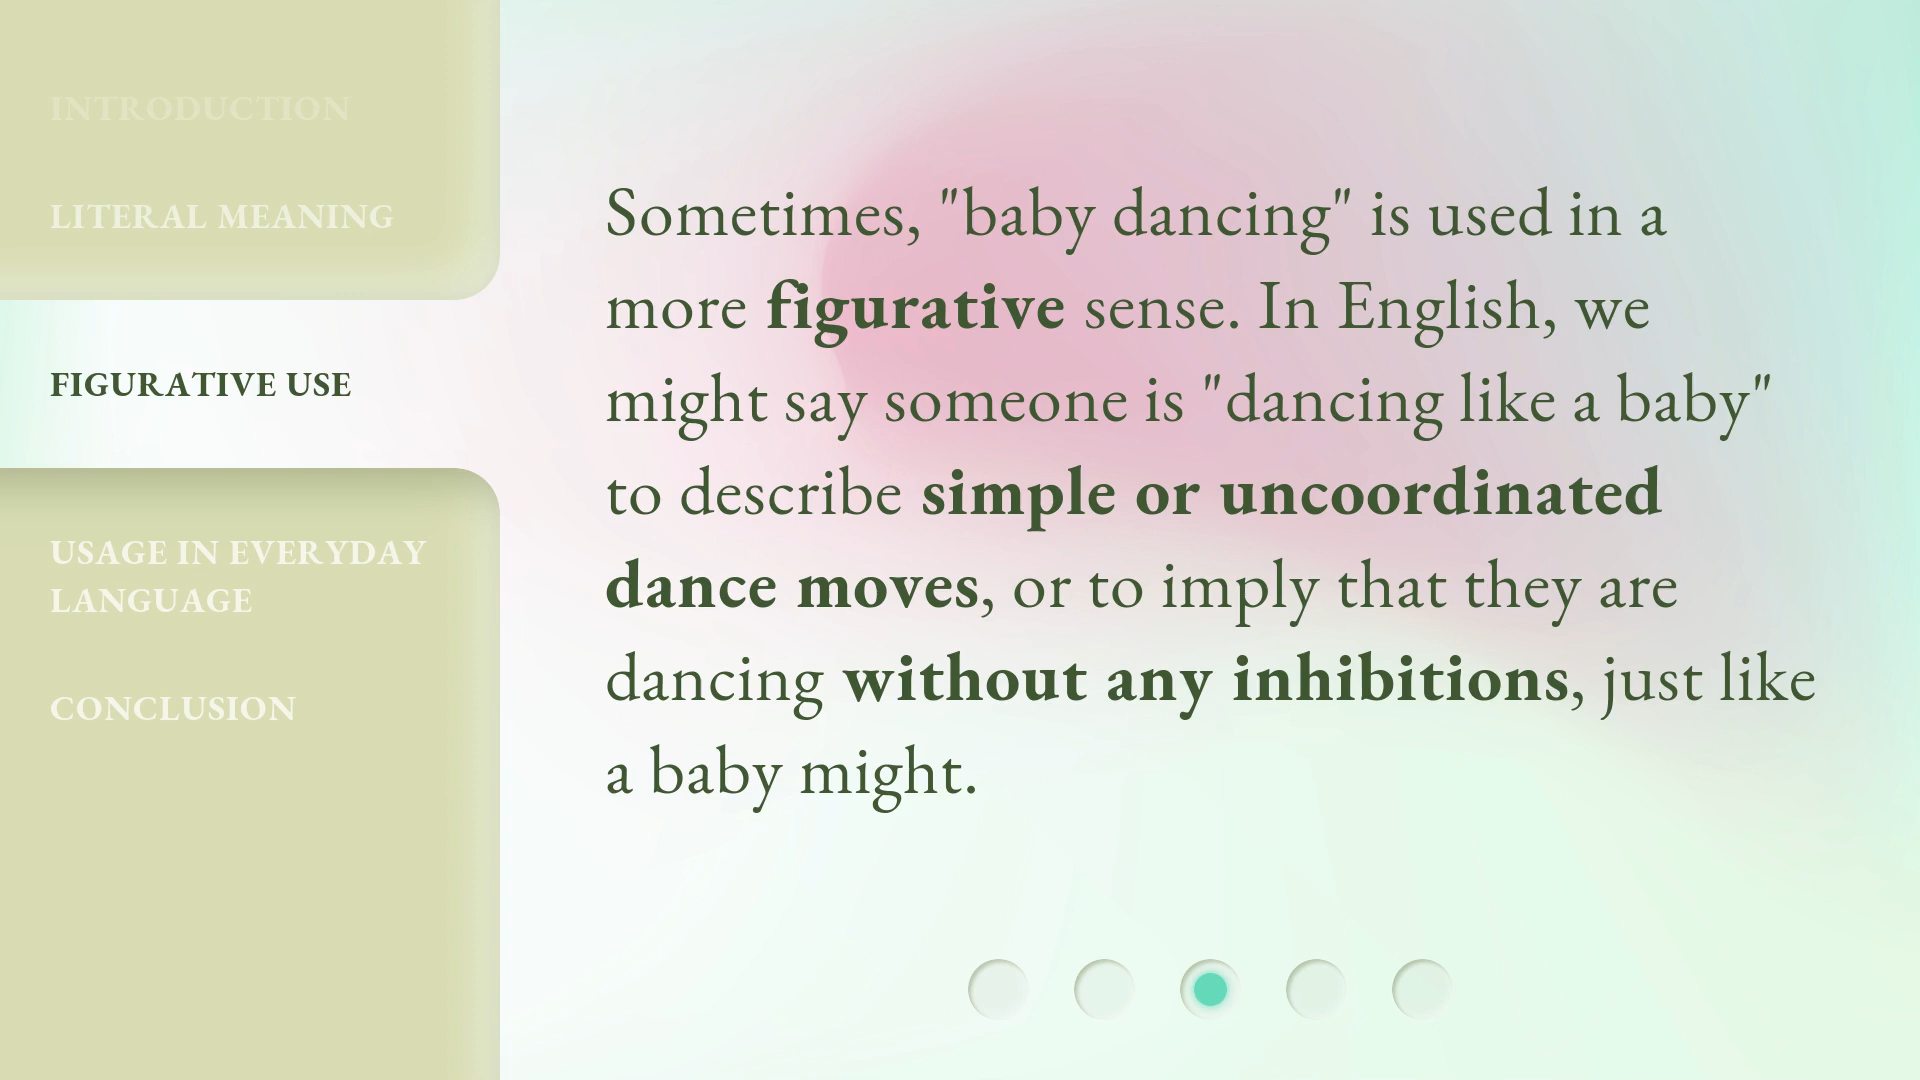 INTRODUCTION
LITERAL MEANING
FIGURATIVE USE
USAGE IN EVERYDAY
LANGUAGE
CONCLUSION
Sometimes, "baby dancing" is used in a
more figurative sense. In English, we
might say someone is "dancing like a baby"
to describe simple or uncoordinated
dance moves, or to imply that they are
dancing without any inhibitions, just like
a baby might.